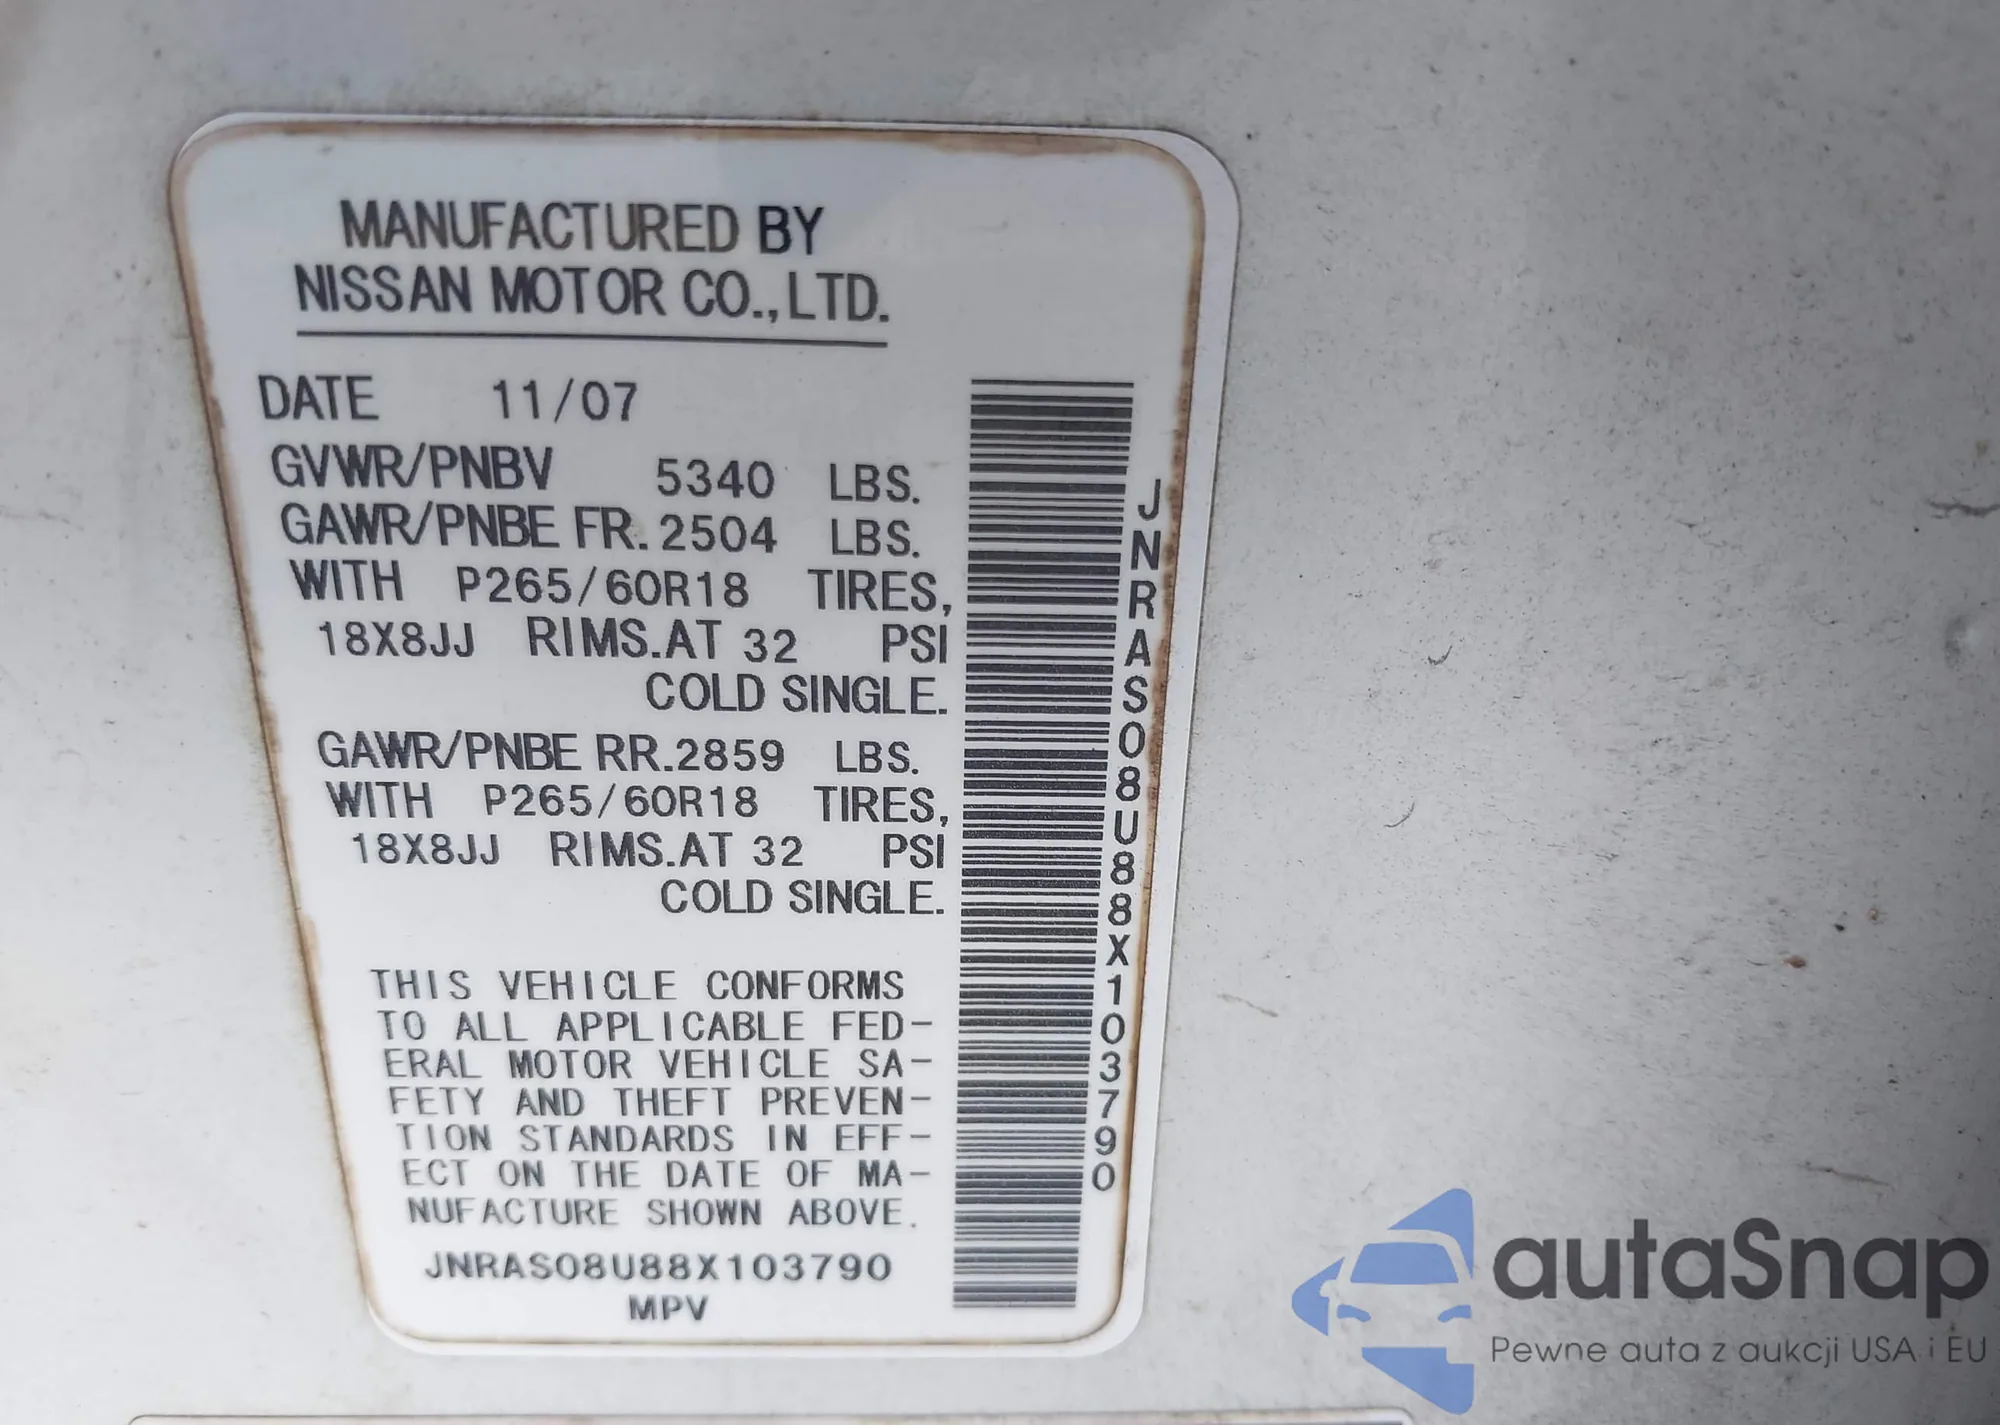 MANUFACTURED BY
NISSAN MOTOR CO., LTD.
DATE 11/07
GVWR/PNBV 5340 LBS.
GAWR/PNBE FR. 2504 LBS.
WITH P265/60R18 TIRES,
18X8JJ RIMS.AT 32 PSI
COLD SINGLE.
GAWR/PNBE RR. 2859 LBS.
WITH P265/60R18 TIRES,
18X8JJ RIMS.AT 32 PSI
COLD SINGLE.
THIS VEHICLE CONFORMS
TO ALL APPLICABLE FED-
ERAL MOTOR VEHICLE SA-
FETY AND THEFT PREVEN-
TION STANDARDS IN EFF-
ECT ON THE DATE OF MA-
NUFACTURE SHOWN ABOVE.
JNRAS08U88X103790
MPV
JNRAS08U88X103790
autaSnap
Pewne auta z aukcji USA i EU